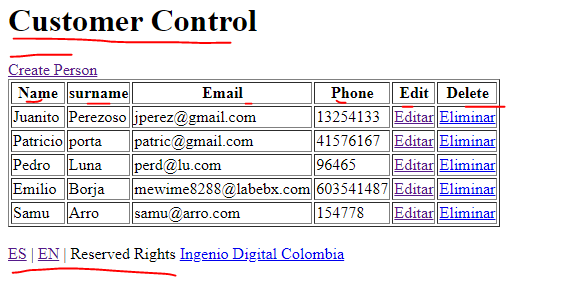 Customer Control
Create Person
Name surname Email Phone Edit Delete
Juanito Perezoso jperez@gmail.com 13254133 Editar Eliminar
Patricio porta patric@gmail.com 41576167 Editar Eliminar
Pedro Luna perd@lu.com 96465 Editar Eliminar
Emilio Borja mewime8288@labebx.com 603541487 Editar Eliminar
Samu Arro samu@arro.com 154778 Editar Eliminar
ES | EN | Reserved Rights Ingenio Digital Colombia